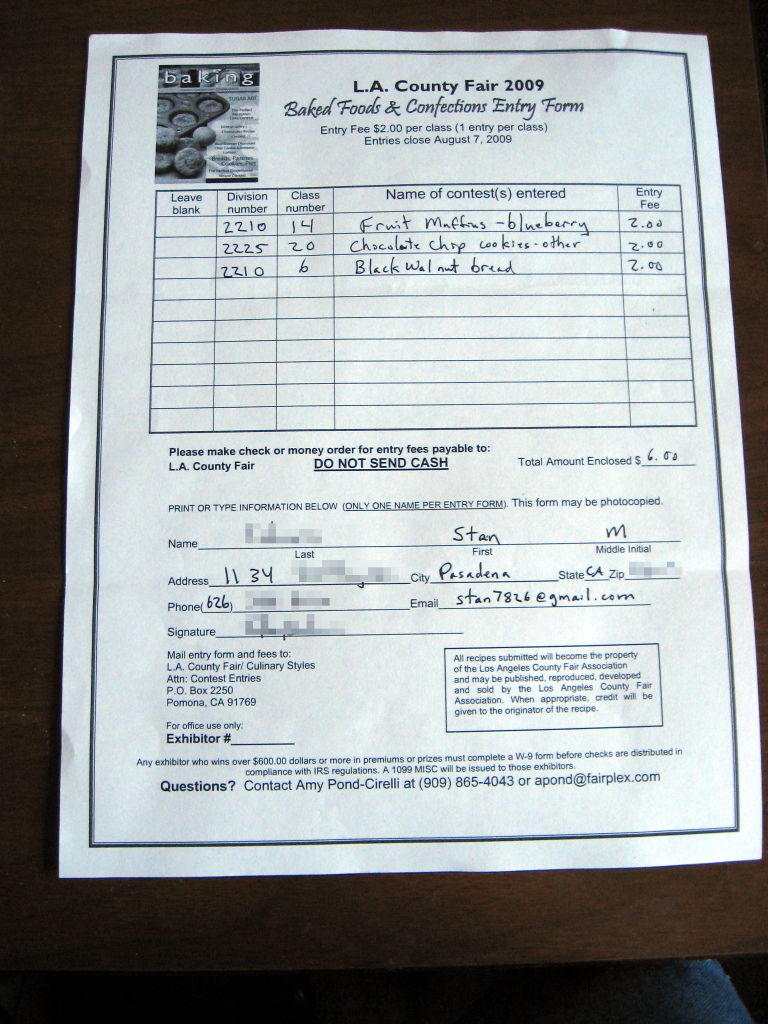 baking
SUGAR ART
L.A. County Fair 2009
Baked Foods & Confections Entry Form
Entry Fee $2.00 per class (1 entry per class)
Entries close August 7, 2009
Leave blank Division number Class number Name of contest(s) entered Entry Fee
2210 14 Fruit Muffins - blueberry 2.00
2225 20 Chocolate Chip cookies - other 2.00
2210 6 Black Walnut bread 2.00
Please make check or money order for entry fees payable to:
L.A. County Fair DO NOT SEND CASH Total Amount Enclosed $ 6.00
PRINT OR TYPE INFORMATION BELOW (ONLY ONE NAME PER ENTRY FORM). This form may be photocopied.
Name Stan M
Last First Middle Initial
Address 1134 City Pasadena State CA Zip
Phone (626) Email stan7826@gmail.com
Signature
Mail entry form and fees to:
L.A. County Fair/ Culinary Styles
Attn: Contest Entries
P.O. Box 2250
Pomona, CA 91769
All recipes submitted will become the property
of the Los Angeles County Fair Association
and may be published, reproduced, developed
and sold by the Los Angeles County Fair
Association. When appropriate, credit will be
given to the originator of the recipe.
For office use only:
Exhibitor #
Any exhibitor who wins over $600.00 dollars or more in premiums or prizes must complete a W-9 form before checks are distributed in
compliance with IRS regulations. A 1099 MISC will be issued to those exhibitors.
Questions? Contact Amy Pond-Cirelli at (909) 865-4043 or apond@fairplex.com